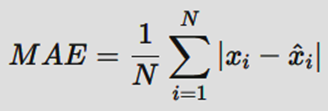 MAE = \frac{1}{N} \sum_{i=1}^{N} |x_i - \hat{x}_i|